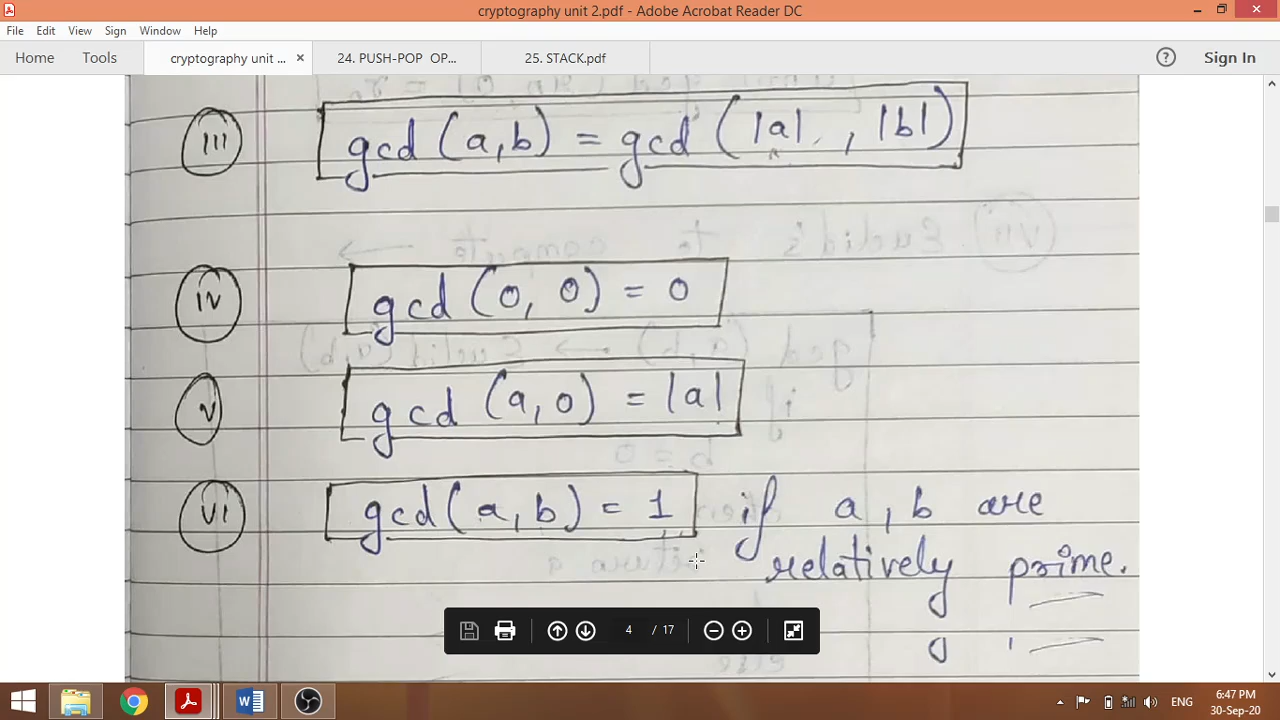 cryptography unit 2.pdf - Adobe Acrobat Reader DC
File Edit View Sign Window Help
Home Tools cryptography unit ... × 24. PUSH-POP OP... 25. STACK.pdf ? Sign In
III gcd (a,b) = gcd (|a| , |b|)
IV gcd (0, 0) = 0
V gcd (a, 0) = |a|
VI gcd (a, b) = 1 if a , b are
relatively prime.
4 / 17
ENG 6:47 PM
30-Sep-20